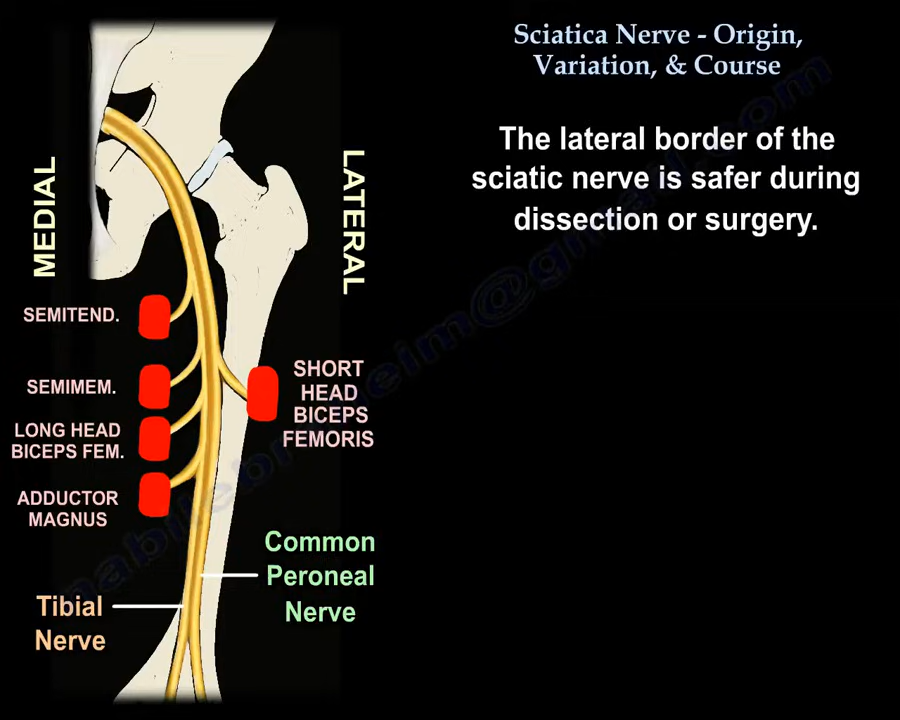 Sciatica Nerve - Origin,
Variation, & Course
The lateral border of the
sciatic nerve is safer during
dissection or surgery.
MEDIAL
LATERAL
SEMITEND.
SEMIMEM.
LONG HEAD
BICEPS FEM.
ADDUCTOR
MAGNUS
SHORT
HEAD
BICEPS
FEMORIS
Common
Peroneal
Nerve
Tibial
Nerve